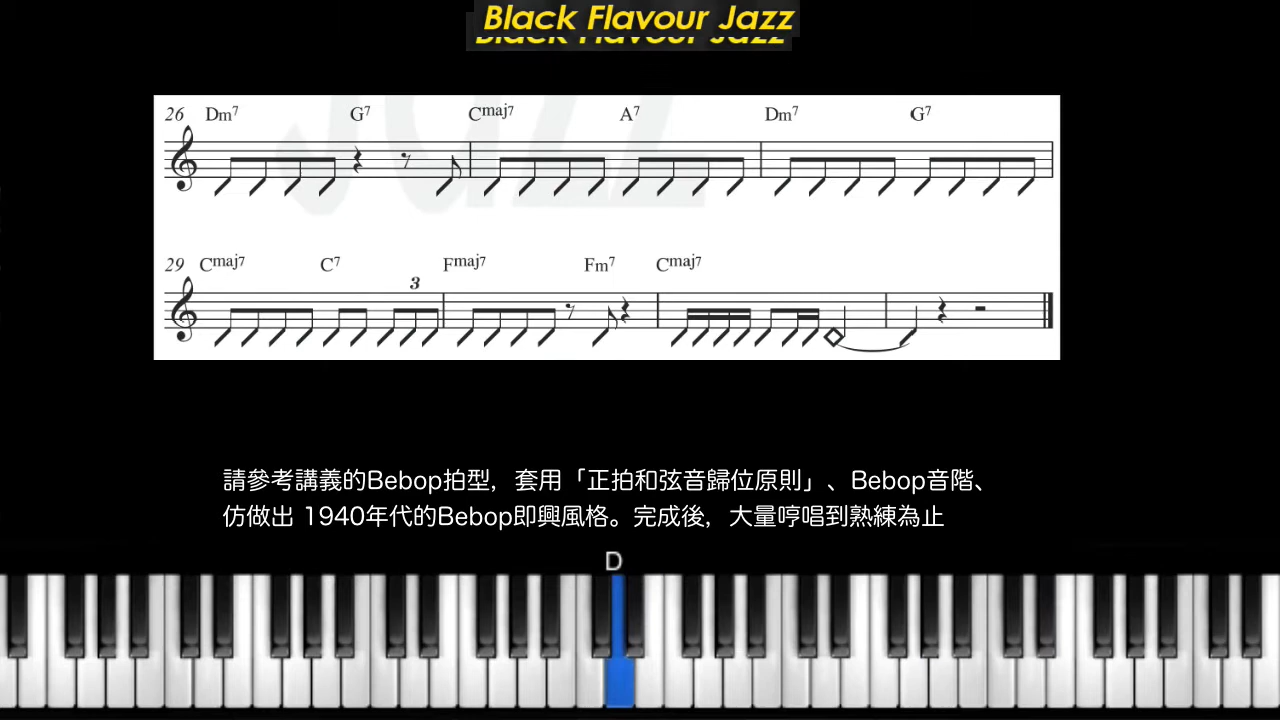 Black Flavour Jazz
Black Flavour Jazz
Jazz
26 Dm7 G7 Cmaj7 A7 Dm7 G7
29 Cmaj7 C7 3 Fmaj7 Fm7 Cmaj7
請參考講義的Bebop拍型，套用「正拍和弦音歸位原則」、Bebop音階、
仿做出 1940年代的Bebop即興風格。完成後，大量哼唱到熟練為止
D